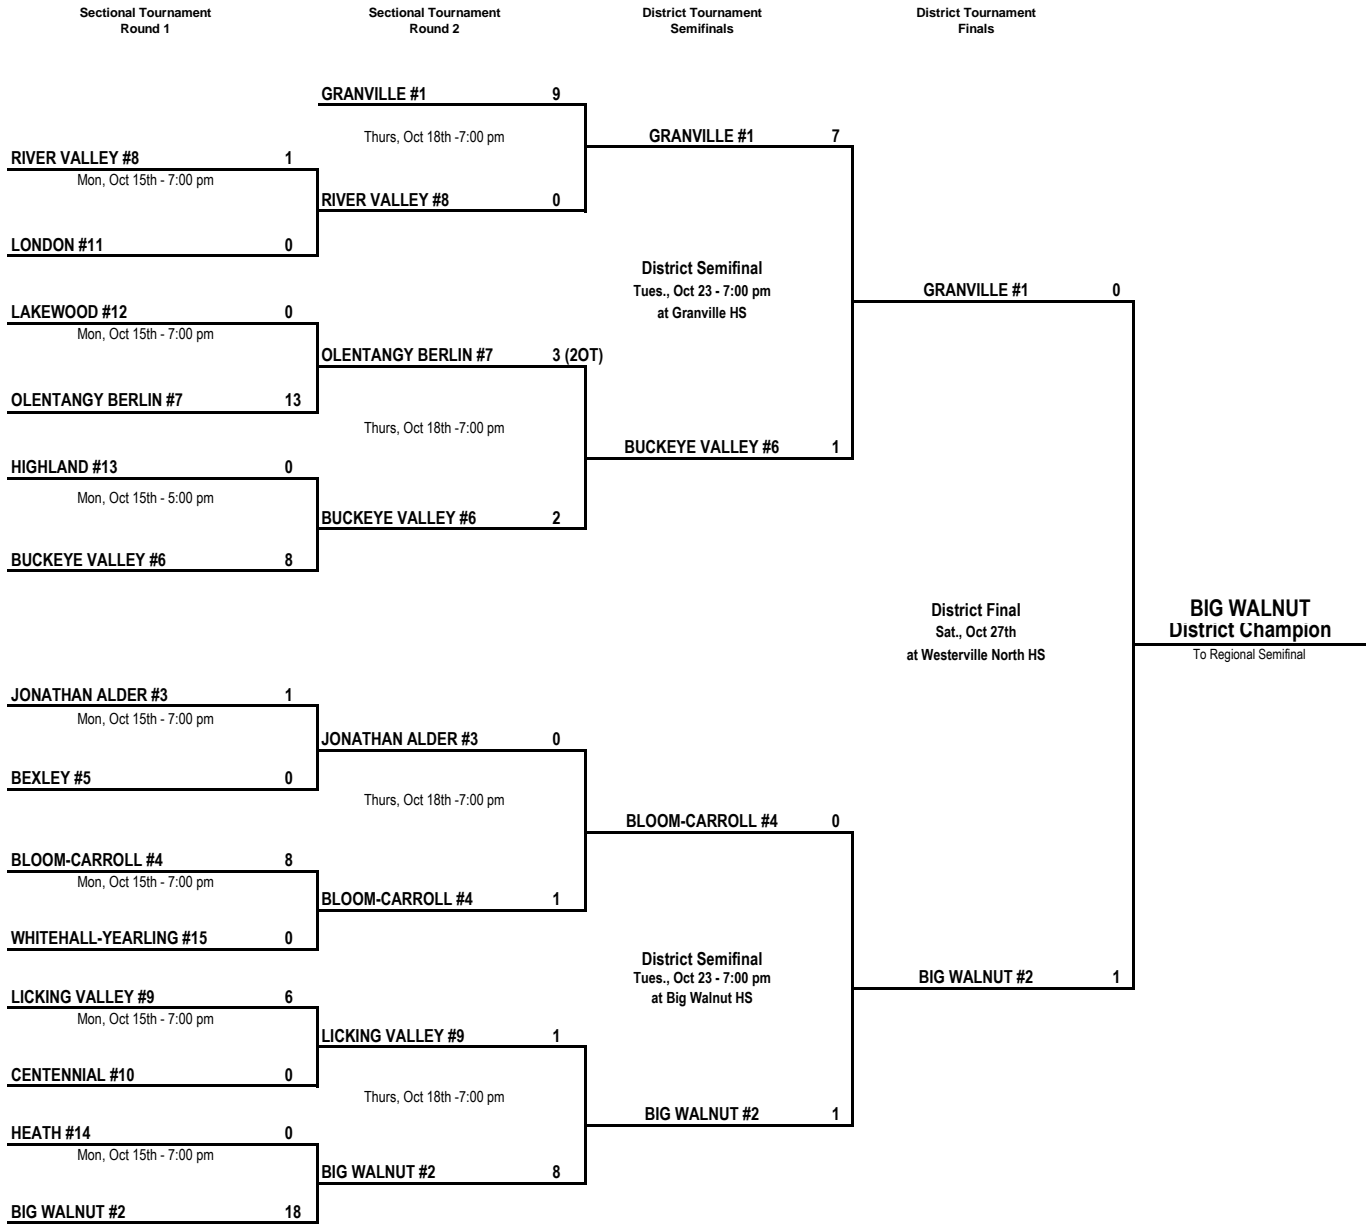 Sectional Tournament
Round 1
Sectional Tournament
Round 2
District Tournament
Semifinals
District Tournament
Finals
GRANVILLE #1 9
Thurs, Oct 18th -7:00 pm
GRANVILLE #1 7
RIVER VALLEY #8 1
Mon, Oct 15th - 7:00 pm
RIVER VALLEY #8 0
LONDON #11 0
District Semifinal
Tues., Oct 23 - 7:00 pm
at Granville HS
GRANVILLE #1 0
LAKEWOOD #12 0
Mon, Oct 15th - 7:00 pm
OLENTANGY BERLIN #7 3 (2OT)
OLENTANGY BERLIN #7 13
Thurs, Oct 18th -7:00 pm
BUCKEYE VALLEY #6 1
HIGHLAND #13 0
Mon, Oct 15th - 5:00 pm
BUCKEYE VALLEY #6 2
BUCKEYE VALLEY #6 8
District Final
Sat., Oct 27th
at Westerville North HS
BIG WALNUT
District Champion
To Regional Semifinal
JONATHAN ALDER #3 1
Mon, Oct 15th - 7:00 pm
JONATHAN ALDER #3 0
BEXLEY #5 0
Thurs, Oct 18th -7:00 pm
BLOOM-CARROLL #4 0
BLOOM-CARROLL #4 8
Mon, Oct 15th - 7:00 pm
BLOOM-CARROLL #4 1
WHITEHALL-YEARLING #15 0
District Semifinal
Tues., Oct 23 - 7:00 pm
at Big Walnut HS
BIG WALNUT #2 1
LICKING VALLEY #9 6
Mon, Oct 15th - 7:00 pm
LICKING VALLEY #9 1
CENTENNIAL #10 0
Thurs, Oct 18th -7:00 pm
BIG WALNUT #2 1
HEATH #14 0
Mon, Oct 15th - 7:00 pm
BIG WALNUT #2 8
BIG WALNUT #2 18